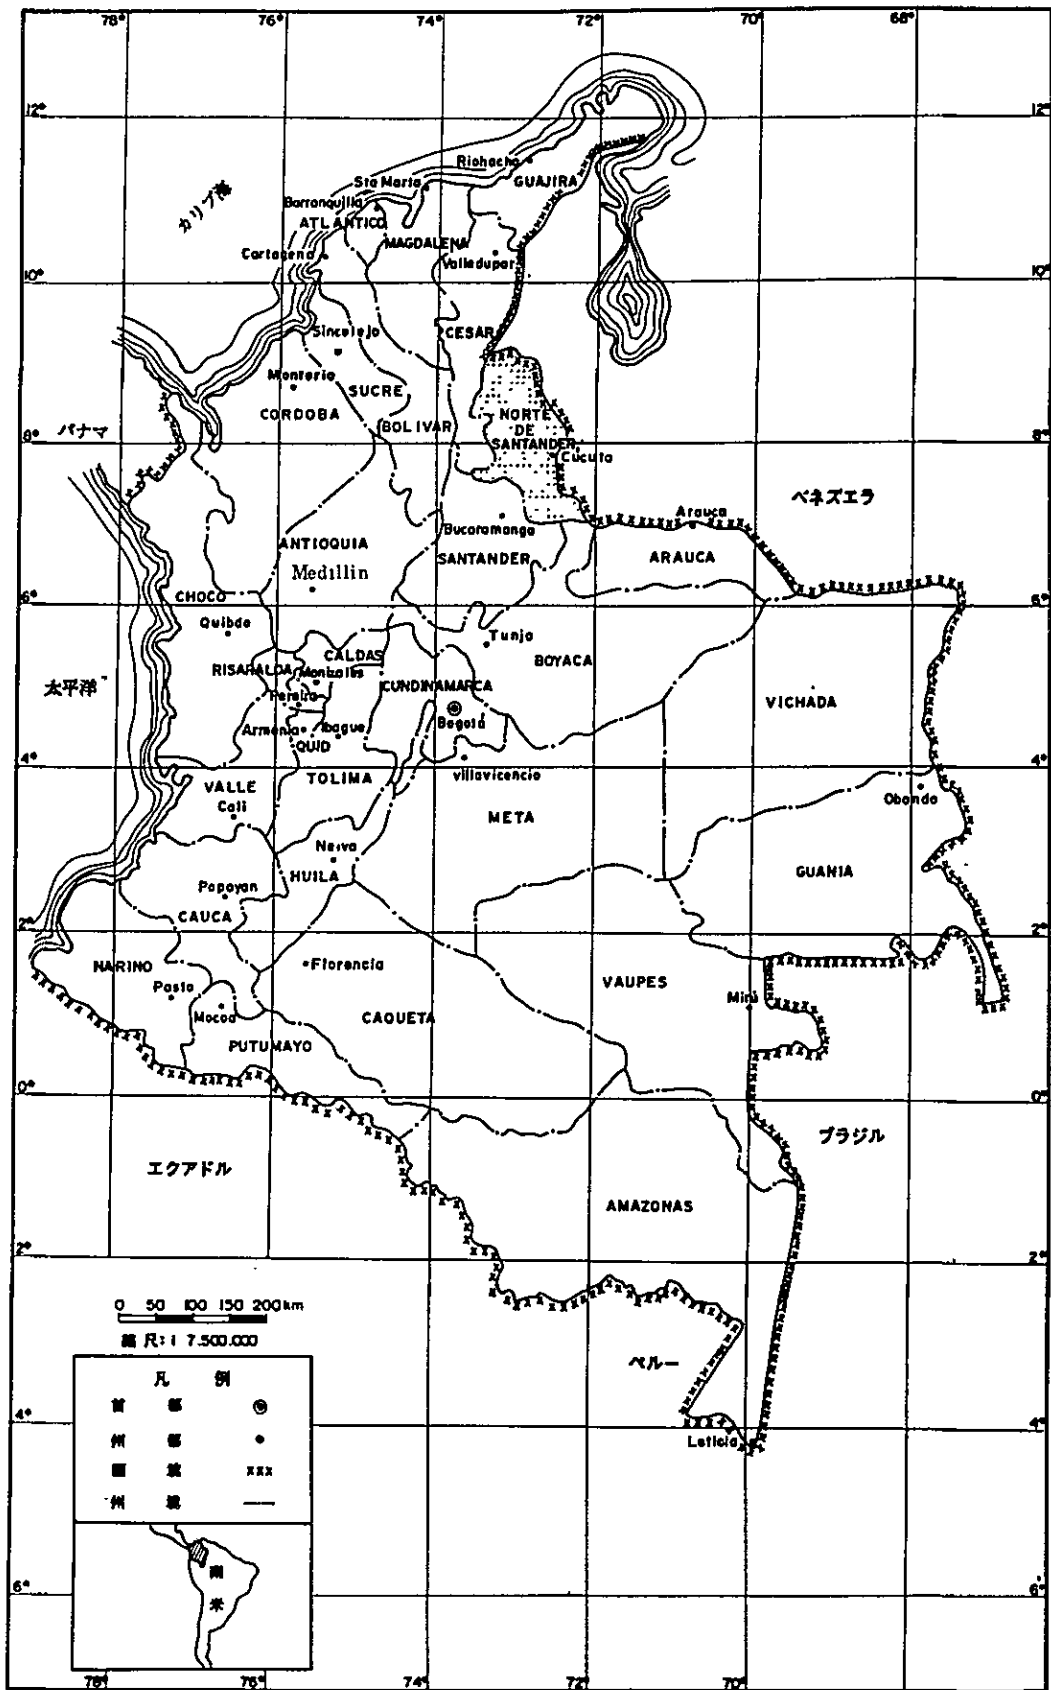 78°
76°
74°
72°
70°
68°
12°
12°
Riohacha
GUAJIRA
Sta Marta
Barranquilla
ATLANTICO
カリブ海
MAGDALENA
Cartagena
Valledupar
10°
10°
CESAR
Sincelejo
Monteria
SUCRE
CORDOBA
NORTE
DE
SANTANDER
BOLIVAR
パナマ
8°
8°
Cucuta
ベネズエラ
Arauca
Bucaramanga
ANTIOQUIA
SANTANDER
ARAUCA
Medillin
CHOCO
6°
6°
Quibdo
Tunja
CALDAS
BOYACA
RISARALDA
Manizales
太平洋
CUNDINAMARCA
VICHADA
Pereira
Bogotá
Armenia
Ibague
QUID
villavicencio
4°
4°
TOLIMA
VALLE
Cali
Obando
META
Neiva
HUILA
GUANIA
Popayan
CAUCA
2°
2°
NARINO
Florencia
VAUPES
Pasto
Mocoa
Mirú
CAQUETA
PUTUMAYO
0°
0°
ブラジル
エクアドル
AMAZONAS
2°
2°
0 50 100 150 200km
縮尺:1 7.500.000
ペルー
凡 例
首 都
4°
4°
Leticia
州 都
国 境 xxx
州 境
南
米
6°
6°
78°
76°
74°
72°
70°